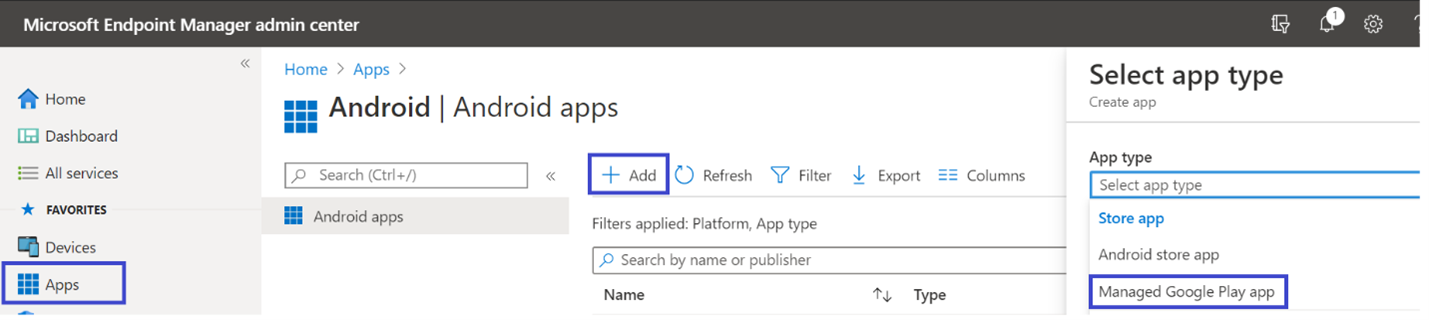 Microsoft Endpoint Manager admin center
1
Home
Dashboard
All services
FAVORITES
Devices
Apps
Home > Apps >
Android | Android apps
Search (Ctrl+/)
Android apps
Add
Refresh
Filter
Export
Columns
Filters applied: Platform, App type
Search by name or publisher
Name
Type
Select app type
Create app
App type
Select app type
Store app
Android store app
Managed Google Play app